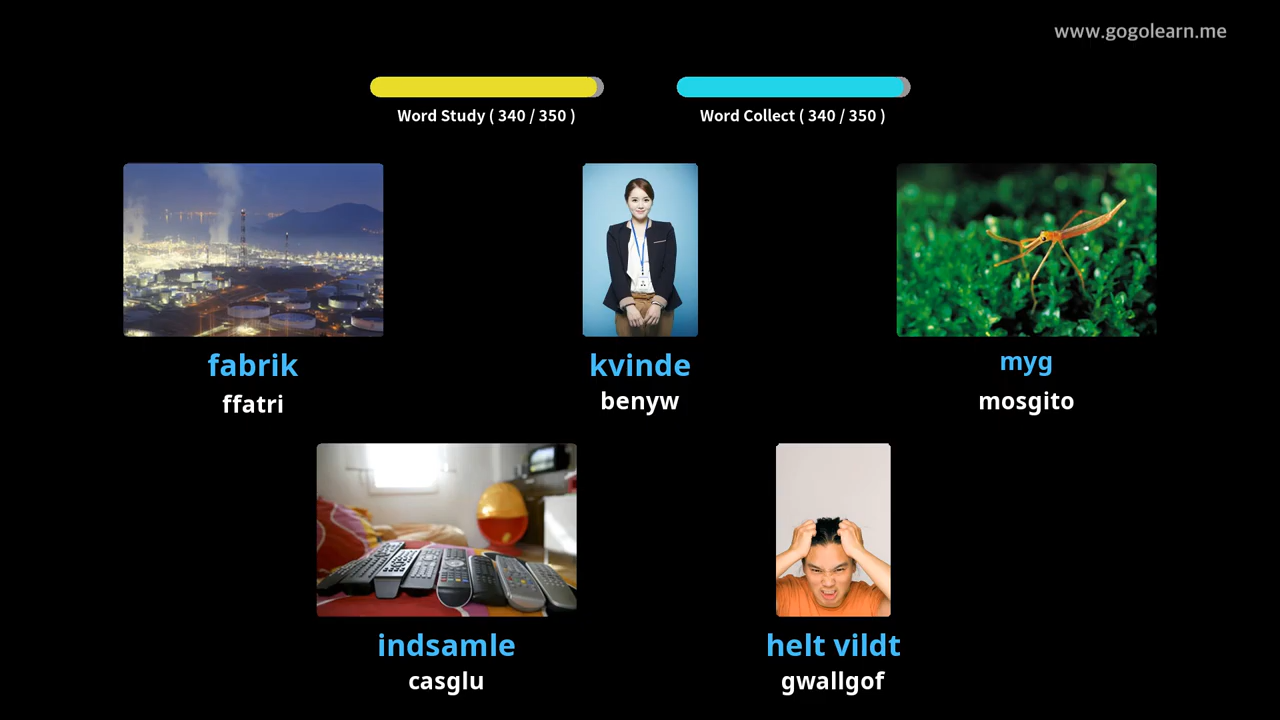 www.gogolearn.me
Word Study ( 340 / 350 )
Word Collect ( 340 / 350 )
fabrik
ffatri
kvinde
benyw
myg
mosgito
indsamle
casglu
helt vildt
gwallgof